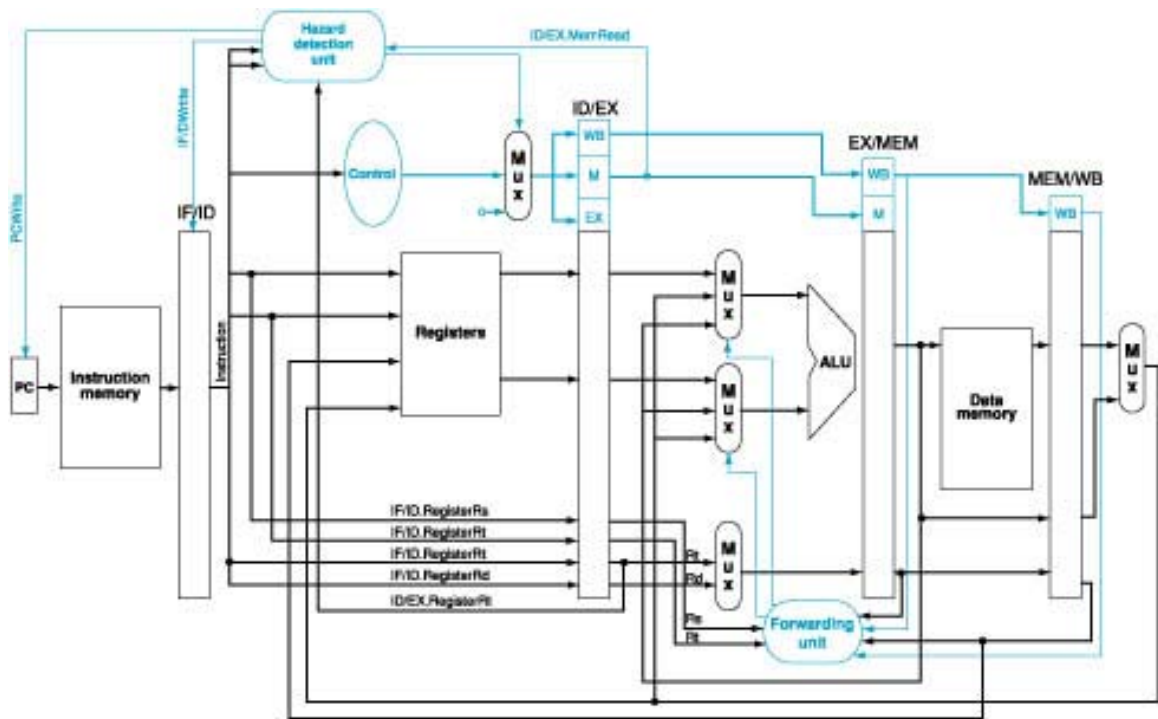 Hazard
detection
unit
ID/EX.MemRead
ID/EX
IF/IDWrite
PCWrite
WB
M
EX
EX/MEM
WB
M
MEM/WB
WB
Control
M
u
x
0
IF/ID
PC
Instruction
memory
Instruction
Registers
M
u
x
M
u
x
ALU
Data
memory
M
u
x
IF/ID.RegisterRs
IF/ID.RegisterRt
IF/ID.RegisterRt
IF/ID.RegisterRd
ID/EX.RegisterRt
Rt
Rd
M
u
x
Rs
Rt
Forwarding
unit